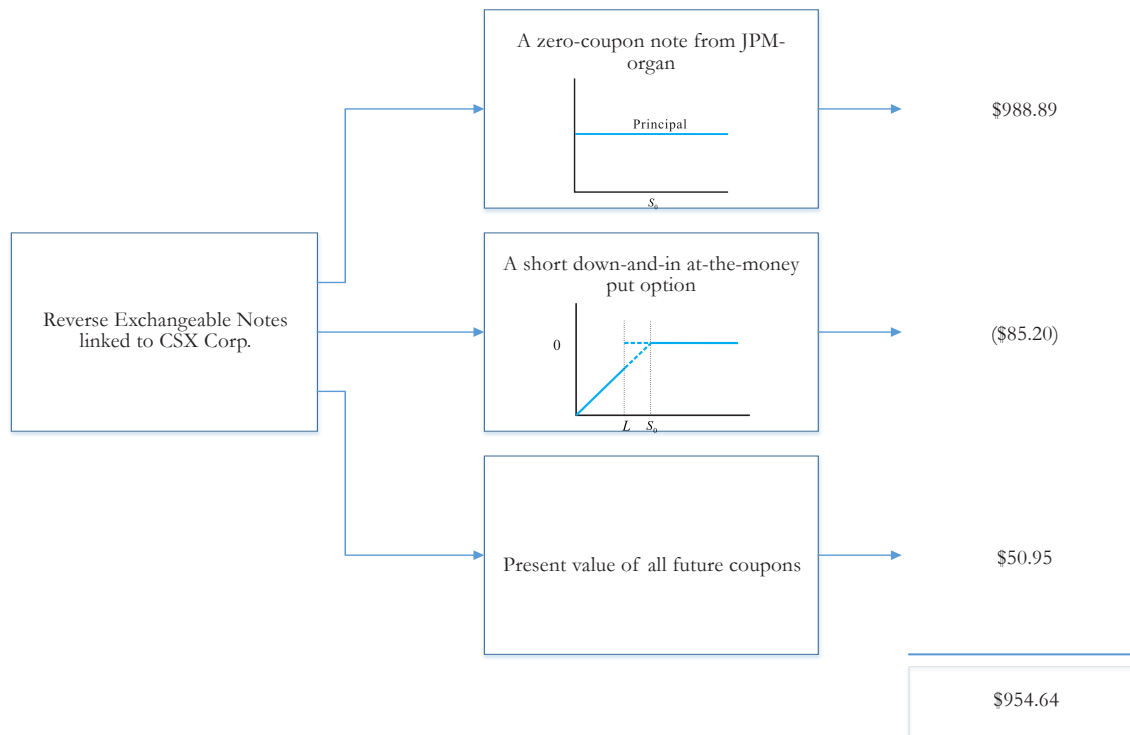 A zero-coupon note from JPM-
organ
Principal
S₀
$988.89
Reverse Exchangeable Notes
linked to CSX Corp.
A short down-and-in at-the-money
put option
0
L S₀
($85.20)
Present value of all future coupons
$50.95
$954.64